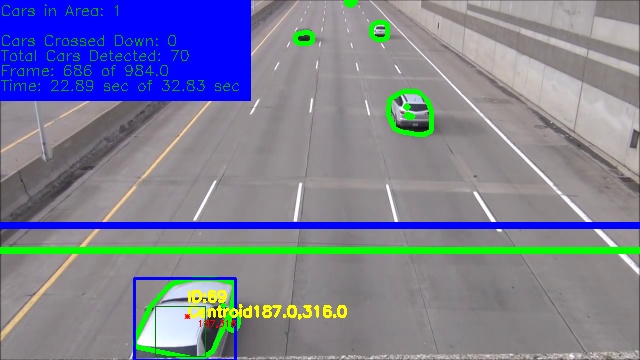 Cars in Area: 1
Cars Crossed Down: 0
Total Cars Detected: 70
Frame: 686 of 984.0
Time: 22.89 sec of 32.83 sec
ID:69
Centroid187.0,316.0